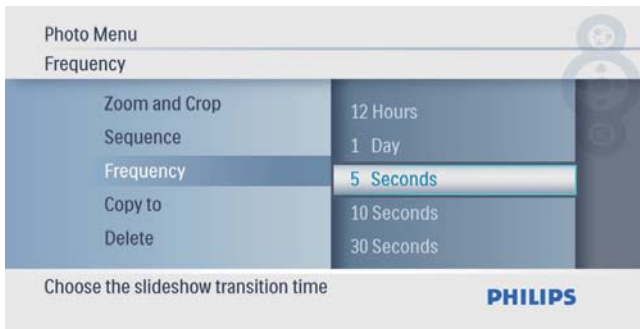 Photo Menu
Frequency
Zoom and Crop
Sequence
Frequency
Copy to
Delete
12 Hours
1 Day
5 Seconds
10 Seconds
30 Seconds
Choose the slideshow transition time
PHILIPS